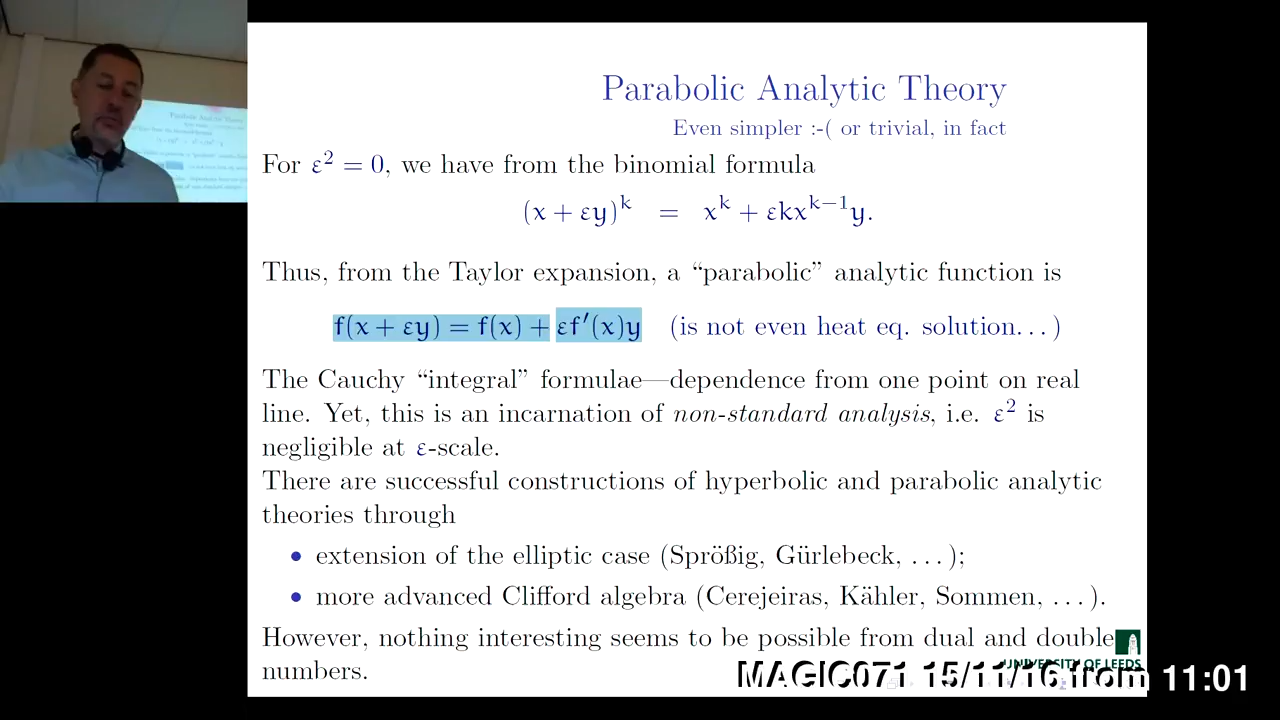 Parabolic Analytic Theory
Even simpler :-( or trivial, in fact
For ε² = 0, we have from the binomial formula
(x + εy)ᵏ = xᵏ + εkxᵏ⁻¹y.
Thus, from the Taylor expansion, a “parabolic” analytic function is
f(x + εy) = f(x) + εf′(x)y (is not even heat eq. solution. . . )
The Cauchy “integral” formulae—dependence from one point on real
line. Yet, this is an incarnation of non-standard analysis, i.e. ε² is
negligible at ε-scale.
There are successful constructions of hyperbolic and parabolic analytic
theories through
• extension of the elliptic case (Sprößig, Gürlebeck, . . . );
• more advanced Clifford algebra (Cerejeiras, Kähler, Sommen, . . . ).
However, nothing interesting seems to be possible from dual and double
numbers.
UNIVERSITY OF LEEDS
MAGIC071 15/11/16 from 11:01